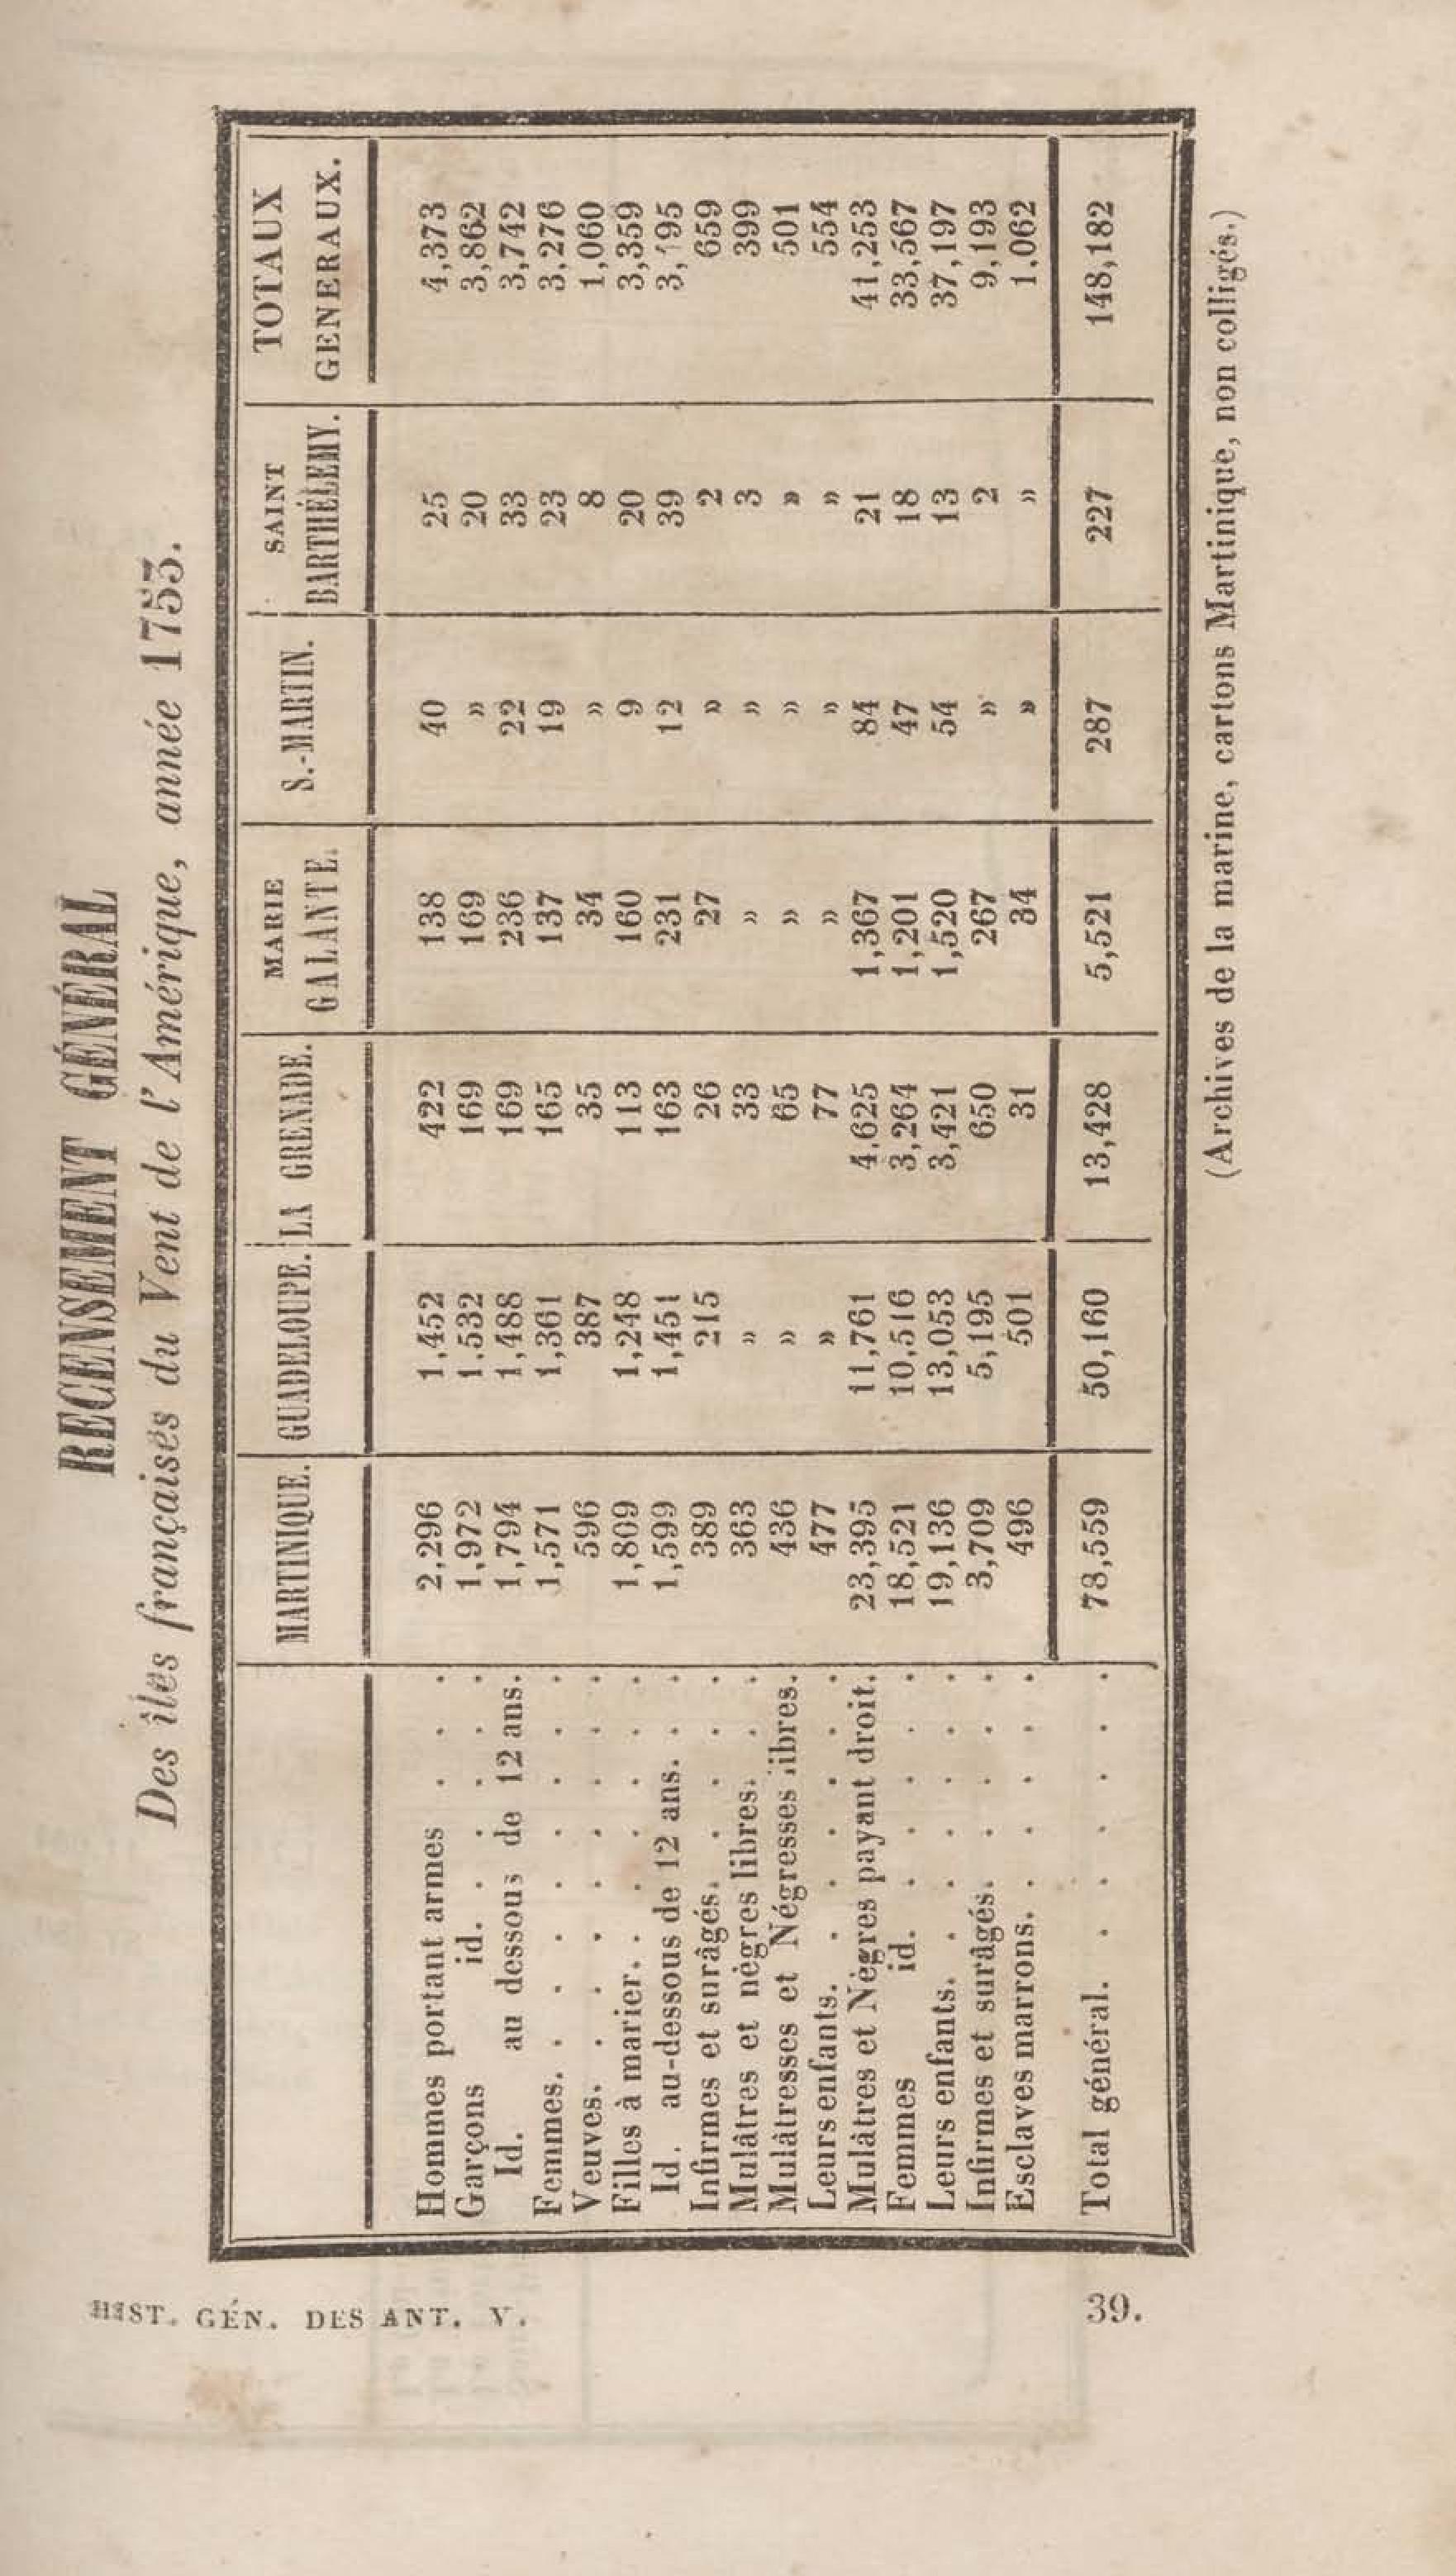 RECENSEMENT GÉNÉRAL
Des îles françaises du Vent de l'Amérique, année 1753.
MARTINIQUE. GUADELOUPE. LA GRENADE. MARIE GALANTE. S.-MARTIN. SAINT BARTHÉLEMY. TOTAUX GENERAUX.
Hommes portant armes . . . 2,296 1,452 422 138 40 25 4,373
Garçons id. . . . . 1,972 1.532 169 169 » 20 3,862
Id. au dessous de 12 ans. 1,794 1,488 169 236 22 33 3,742
Femmes. . . . . . . . 1,571 1,361 165 137 19 23 3,276
Veuves. . . . . . . . 596 387 35 34 » 8 1,060
Filles à marier. . . . . . 1,809 1,248 113 160 9 20 3,359
Id. au-dessous de 12 ans. . . 1,599 1,451 163 231 12 39 3,195
Infirmes et surâgés. . . . . 389 215 26 27 » 2 659
Mulâtres et nègres libres. . . 363 » 33 » » 3 399
Mulâtresses et Négresses libres. 436 » 65 » » » 501
Leurs enfants. . . . . . 477 » 77 » » » 554
Mulâtres et Nègres payant droit. 23,395 11,761 4,625 1,367 84 21 41,253
Femmes id. . . . . . 18,521 10,516 3,264 1,201 47 18 33,567
Leurs enfants. . . . . . 19,136 13,053 3,421 1,520 54 13 37,197
Infirmes et surâgés. . . . . 3,709 5,195 650 267 » 2 9,193
Esclaves marrons. . . . . . 496 501 31 34 » » 1.062
Total général. . . . . . . 78,559 50,160 13,428 5,521 287 227 148,182
(Archives de la marine, cartons Martinique, non colligés.)
HIST. GÉN. DES ANT. V. 39.